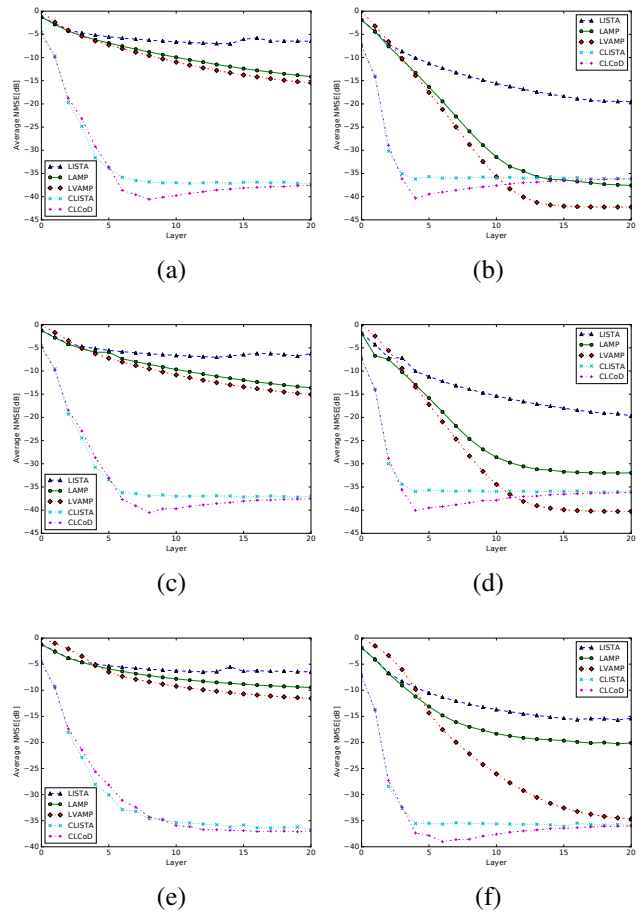 0
−5
−10
−15
−20
−25
−30
−35
−40
−45
Average NMSE[dB]
LISTA
LAMP
LVAMP
CLISTA
CLCoD
0 5 10 15 20
Layer
(a)
0
−5
−10
−15
−20
−25
−30
−35
−40
−45
Average NMSE[dB]
LISTA
LAMP
LVAMP
CLISTA
CLCoD
0 5 10 15 20
Layer
(b)
0
−5
−10
−15
−20
−25
−30
−35
−40
−45
Average NMSE[dB]
LISTA
LAMP
LVAMP
CLISTA
CLCoD
0 5 10 15 20
Layer
(c)
0
−5
−10
−15
−20
−25
−30
−35
−40
−45
Average NMSE[dB]
LISTA
LAMP
LVAMP
CLISTA
CLCoD
0 5 10 15 20
Layer
(d)
0
−5
−10
−15
−20
−25
−30
−35
−40
Average NMSE[dB]
LISTA
LAMP
LVAMP
CLISTA
CLCoD
0 5 10 15 20
Layer
(e)
0
−5
−10
−15
−20
−25
−30
−35
−40
Average NMSE[dB]
LISTA
LAMP
LVAMP
CLISTA
CLCoD
0 5 10 15 20
Layer
(f)